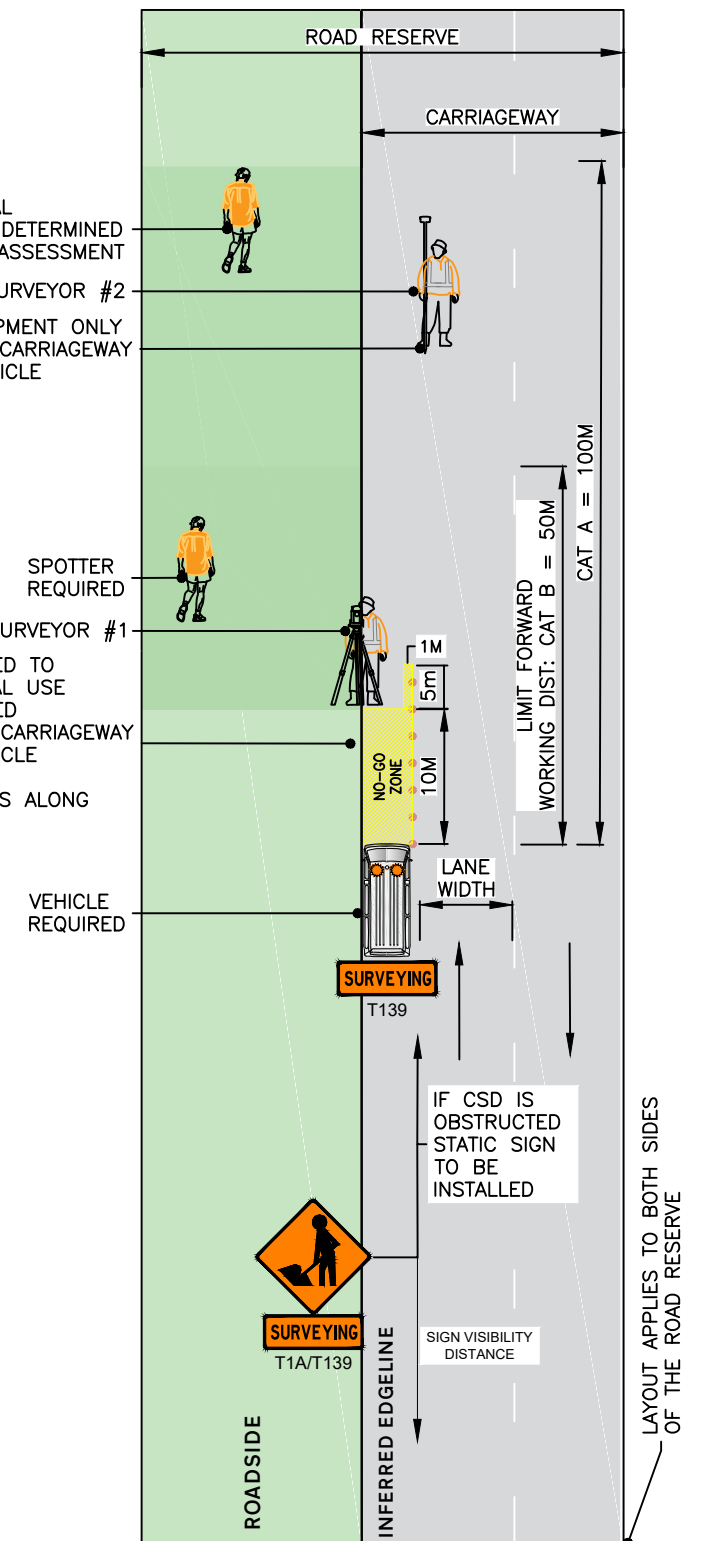 ROAD RESERVE
CARRIAGEWAY
AL
DETERMINED
ASSESSMENT
URVEYOR #2
PMENT ONLY
CARRIAGEWAY
ICLE
CAT A = 100M
LIMIT FORWARD
WORKING DIST: CAT B = 50M
SPOTTER
REQUIRED
URVEYOR #1
ED TO
AL USE
ED
CARRIAGEWAY
CLE
S ALONG
1M
5m
10M
NO-GO
ZONE
LANE
WIDTH
VEHICLE
REQUIRED
SURVEYING
T139
IF CSD IS
OBSTRUCTED
STATIC SIGN
TO BE
INSTALLED
SURVEYING
T1A/T139
SIGN VISIBILITY
DISTANCE
ROADSIDE
INFERRED EDGELINE
LAYOUT APPLIES TO BOTH SIDES
OF THE ROAD RESERVE